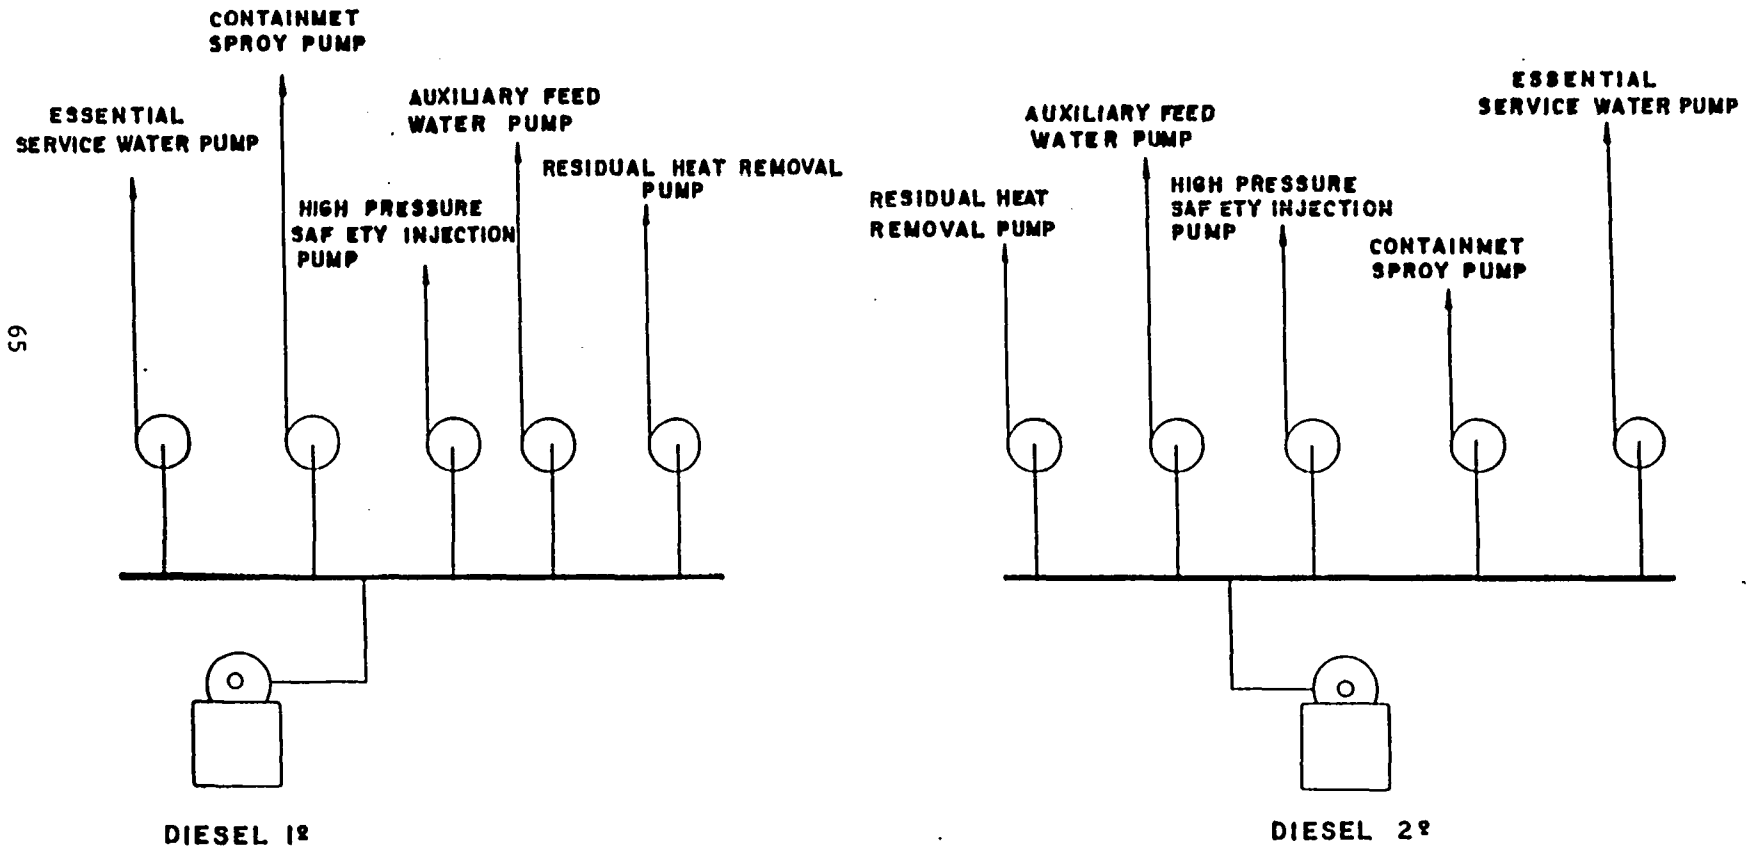 CONTAINMET
SPROY PUMP
ESSENTIAL
SERVICE WATER PUMP
AUXILIARY FEED
WATER PUMP
HIGH PRESSURE
SAF ETY INJECTION
PUMP
RESIDUAL HEAT REMOVAL
PUMP
RESIDUAL HEAT
REMOVAL PUMP
AUXILIARY FEED
WATER PUMP
HIGH PRESSURE
SAF ETY INJECTION
PUMP
CONTAINMET
SPROY PUMP
ESSENTIAL
SERVICE WATER PUMP
65
DIESEL 1º
DIESEL 2º